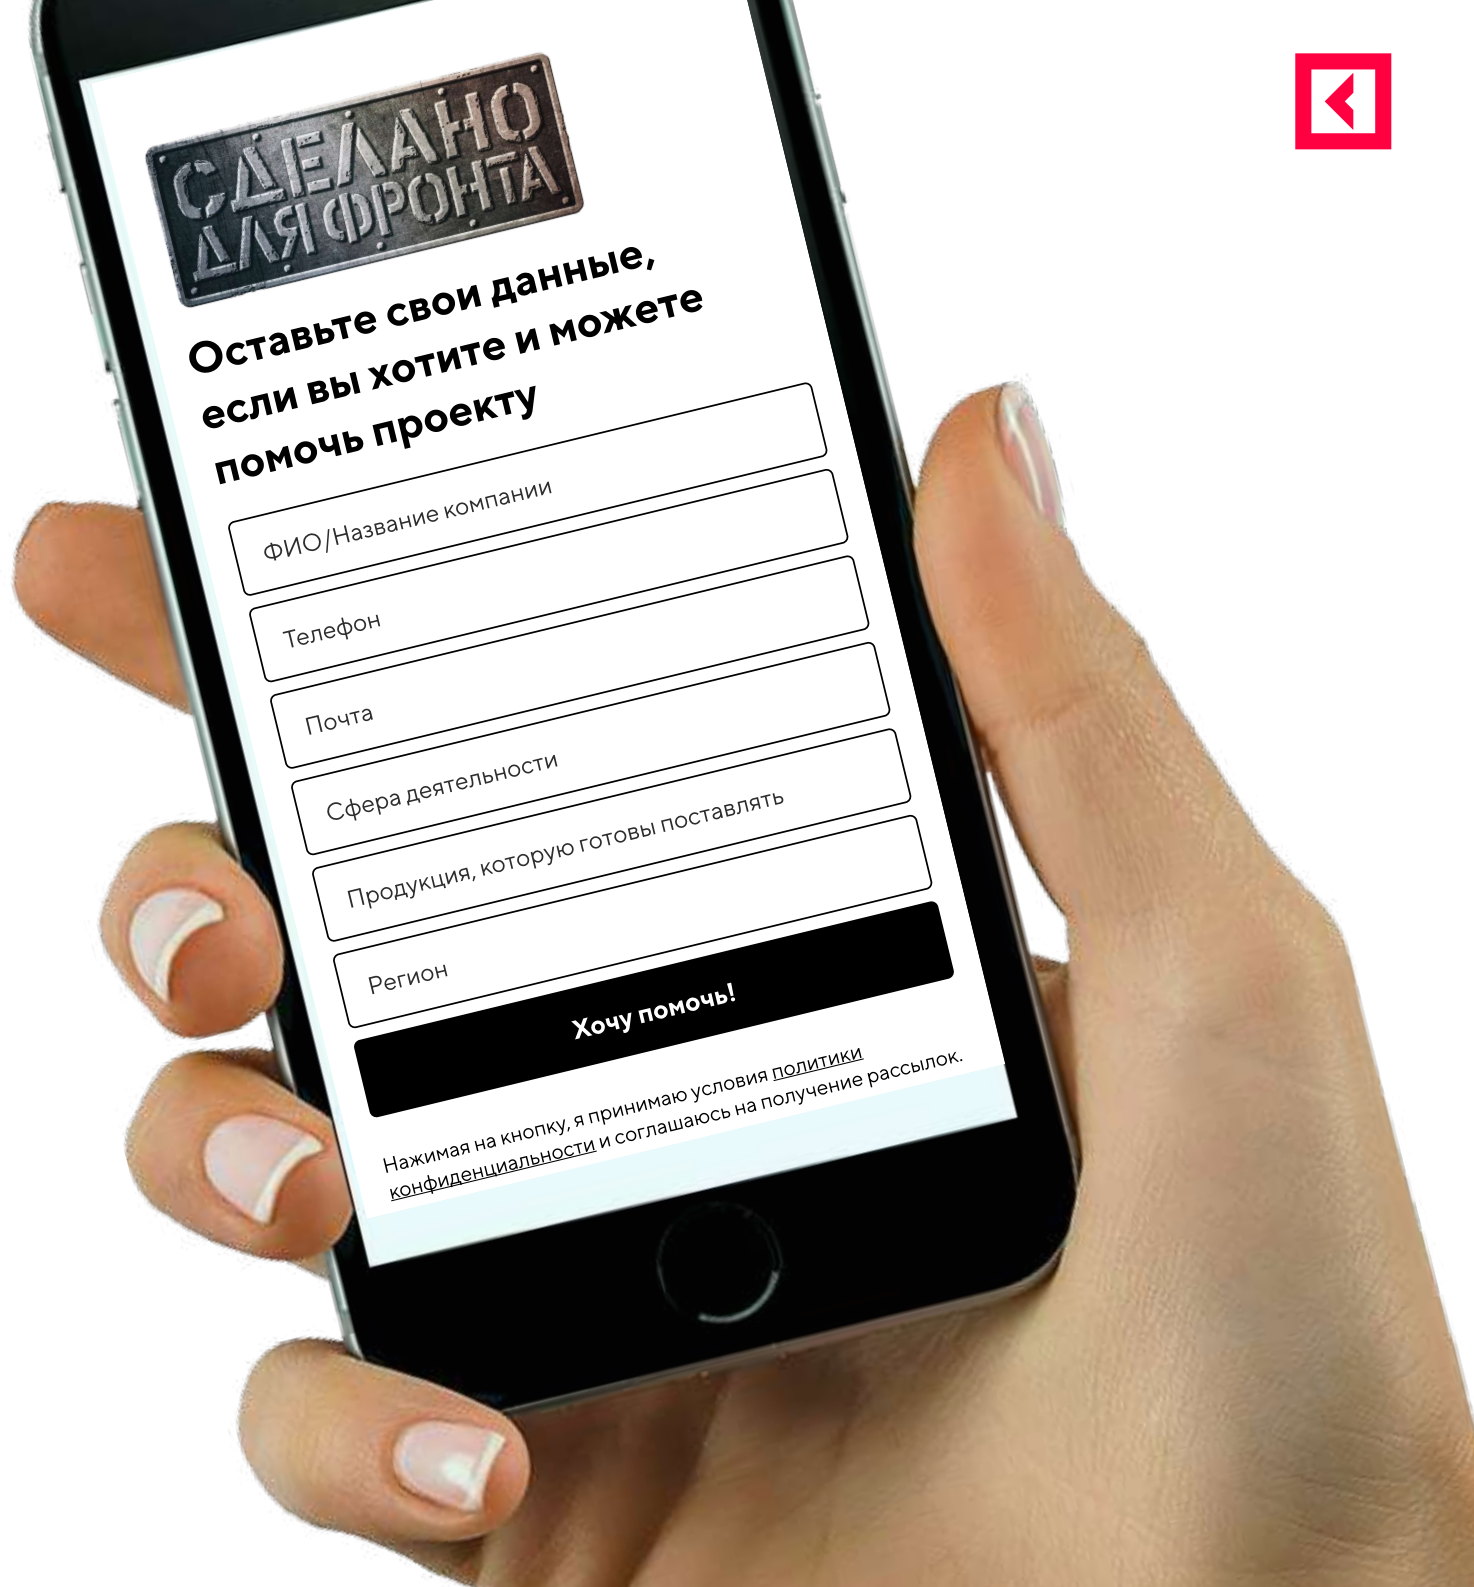 СДЕЛАНО
ДЛЯ ФРОНТА
Оставьте свои данные,
если вы хотите и можете
помочь проекту
ФИО/Название компании
Телефон
Почта
Сфера деятельности
Продукция, которую готовы поставлять
Регион
Хочу помочь!
Нажимая на кнопку, я принимаю условия политики
конфиденциальности и соглашаюсь на получение рассылок.